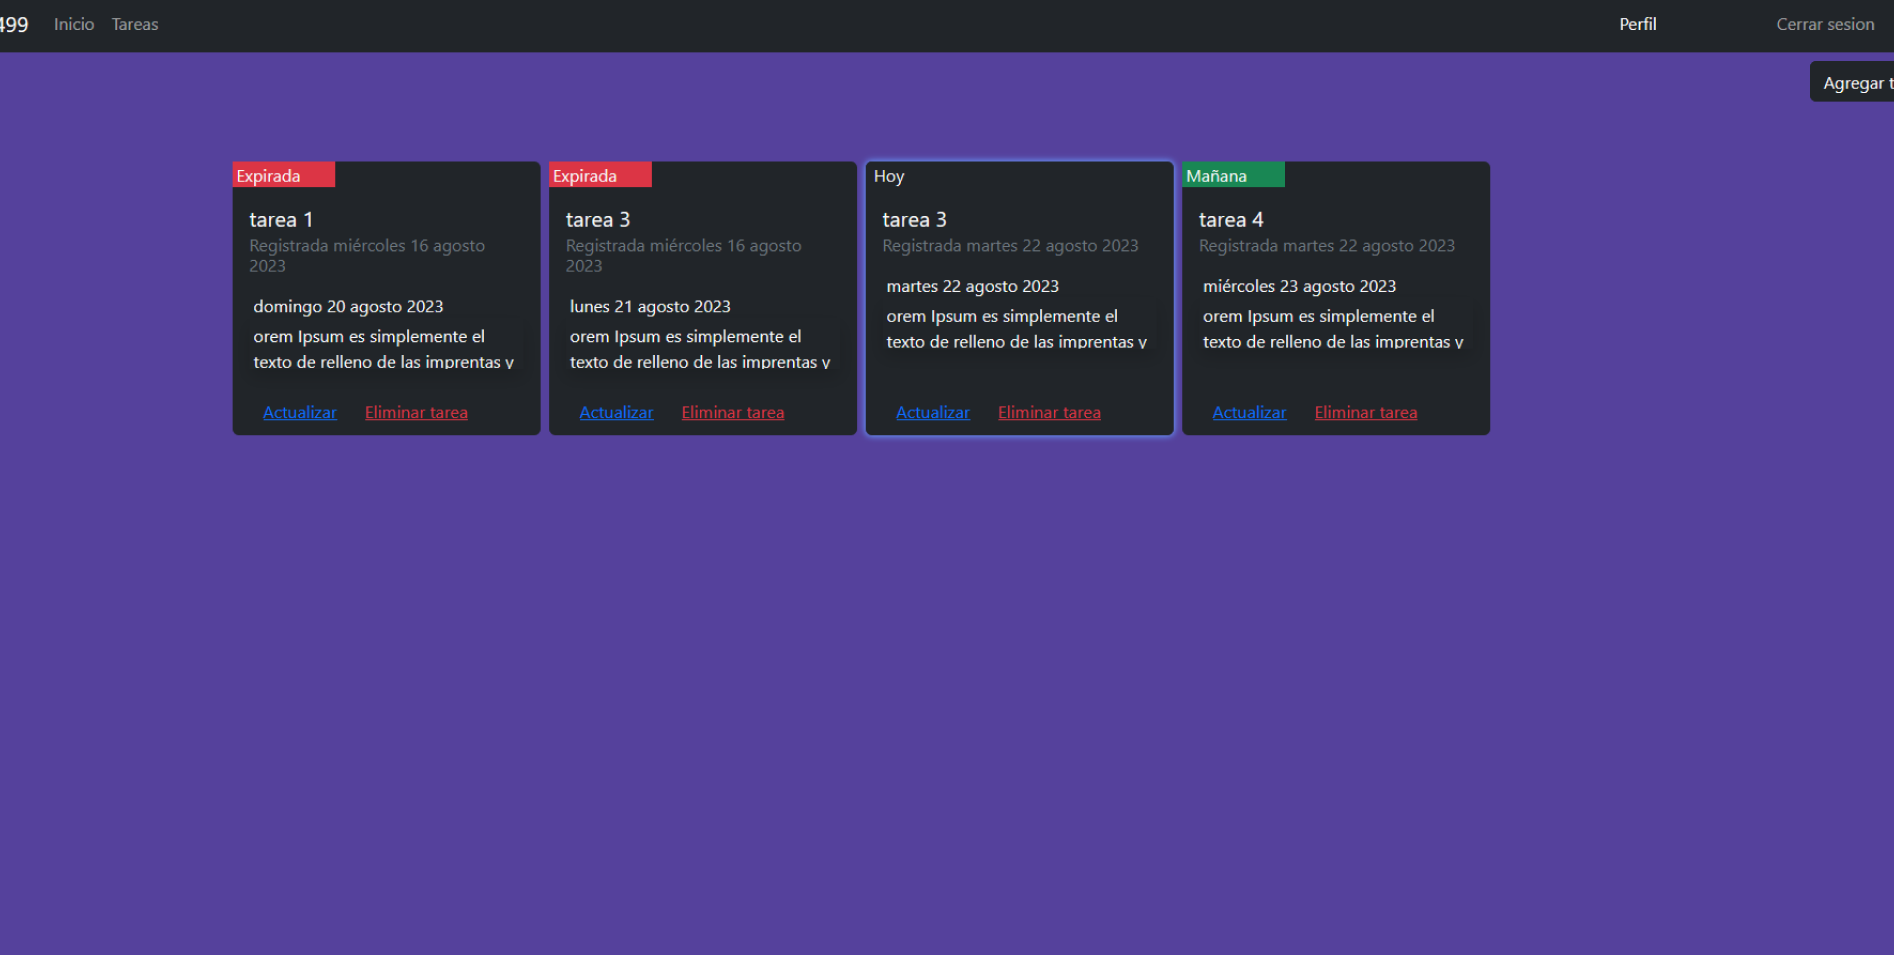 499 Inicio Tareas Perfil Cerrar sesion
Agregar t
Expirada
tarea 1
Registrada miércoles 16 agosto
2023
domingo 20 agosto 2023
orem Ipsum es simplemente el
texto de relleno de las imprentas y
Actualizar Eliminar tarea
Expirada
tarea 3
Registrada miércoles 16 agosto
2023
lunes 21 agosto 2023
orem Ipsum es simplemente el
texto de relleno de las imprentas y
Actualizar Eliminar tarea
Hoy
tarea 3
Registrada martes 22 agosto 2023
martes 22 agosto 2023
orem Ipsum es simplemente el
texto de relleno de las imprentas y
Actualizar Eliminar tarea
Mañana
tarea 4
Registrada martes 22 agosto 2023
miércoles 23 agosto 2023
orem Ipsum es simplemente el
texto de relleno de las imprentas y
Actualizar Eliminar tarea